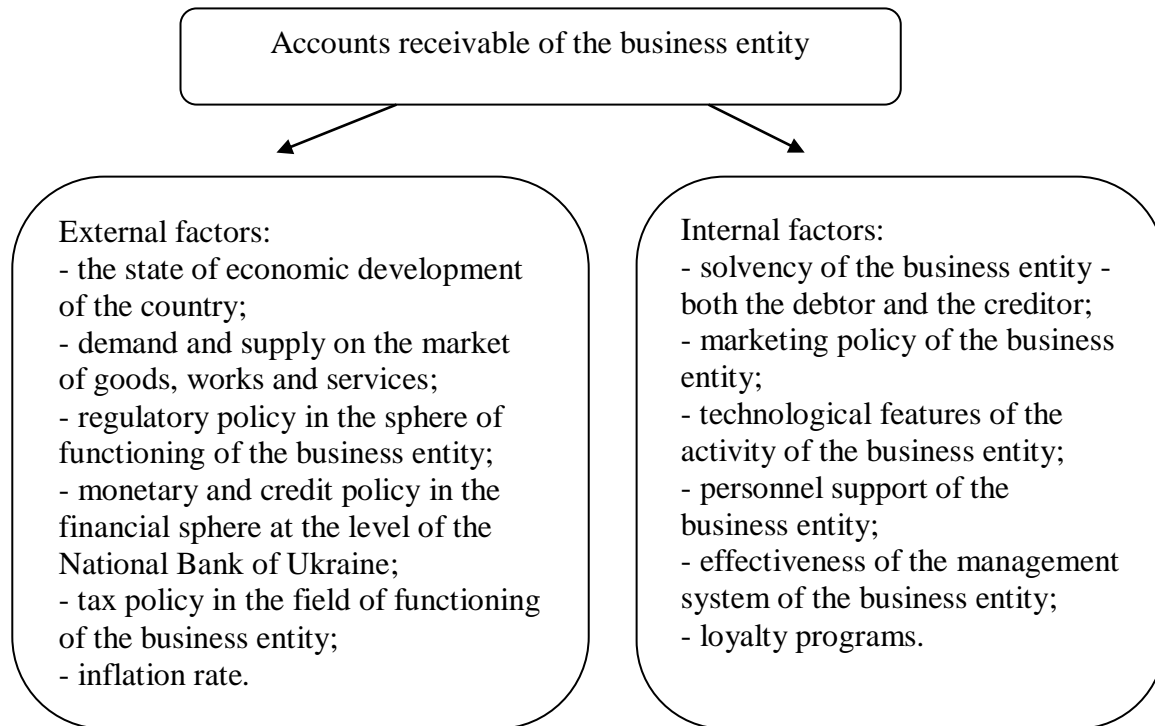 Accounts receivable of the business entity
External factors:
- the state of economic development
of the country;
- demand and supply on the market
of goods, works and services;
- regulatory policy in the sphere of
functioning of the business entity;
- monetary and credit policy in the
financial sphere at the level of the
National Bank of Ukraine;
- tax policy in the field of functioning
of the business entity;
- inflation rate.
Internal factors:
- solvency of the business entity -
both the debtor and the creditor;
- marketing policy of the business
entity;
- technological features of the
activity of the business entity;
- personnel support of the
business entity;
- effectiveness of the management
system of the business entity;
- loyalty programs.